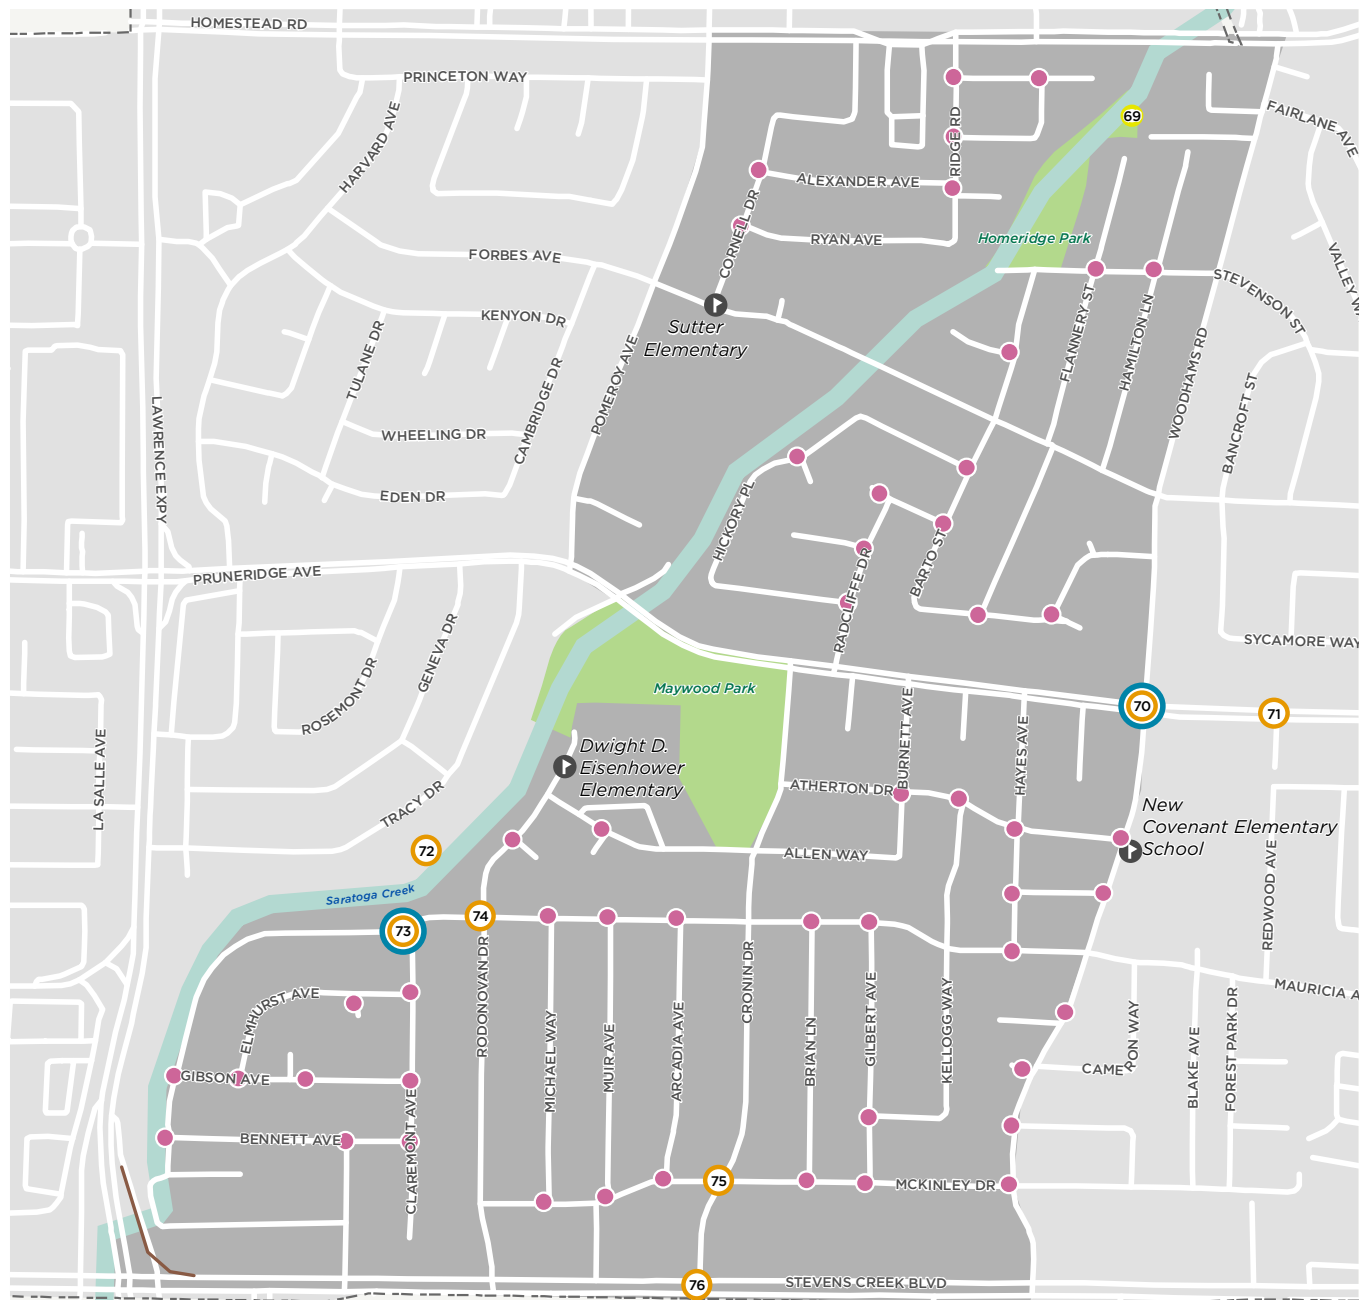 HOMESTEAD RD
PRINCETON WAY
HARVARD AVE
RIDGE RD
69
FAIRLANE AVE
ALEXANDER AVE
CORNELL DR
RYAN AVE
Homeridge Park
FORBES AVE
VALLEY W
STEVENSON ST
KENYON DR
Sutter
Elementary
TULANE DR
CAMBRIDGE DR
POMEROY AVE
FLANNERY ST
HAMILTON LN
WOODHAMS RD
BANCROFT ST
LAWRENCE EXPY
WHEELING DR
EDEN DR
HICKORY PL
RADCLIFFE DR
BARTO ST
PRUNERIDGE AVE
SYCAMORE WAY
GENEVA DR
ROSEMONT DR
Maywood Park
70
71
LA SALLE AVE
Dwight D.
Eisenhower
Elementary
BURNETT AVE
HAYES AVE
ATHERTON DR
TRACY DR
New
Covenant Elementary
School
72
ALLEN WAY
REDWOOD AVE
Saratoga Creek
73
74
RODONOVAN DR
CRONIN DR
ELMHURST AVE
MICHAEL WAY
MUIR AVE
ARCADIA AVE
BRIAN LN
GILBERT AVE
KELLOGG WAY
MAURICIA A
CAMERON WAY
BLAKE AVE
FOREST PARK DR
GIBSON AVE
BENNETT AVE
CLAREMONT AVE
75
MCKINLEY DR
76
STEVENS CREEK BLVD